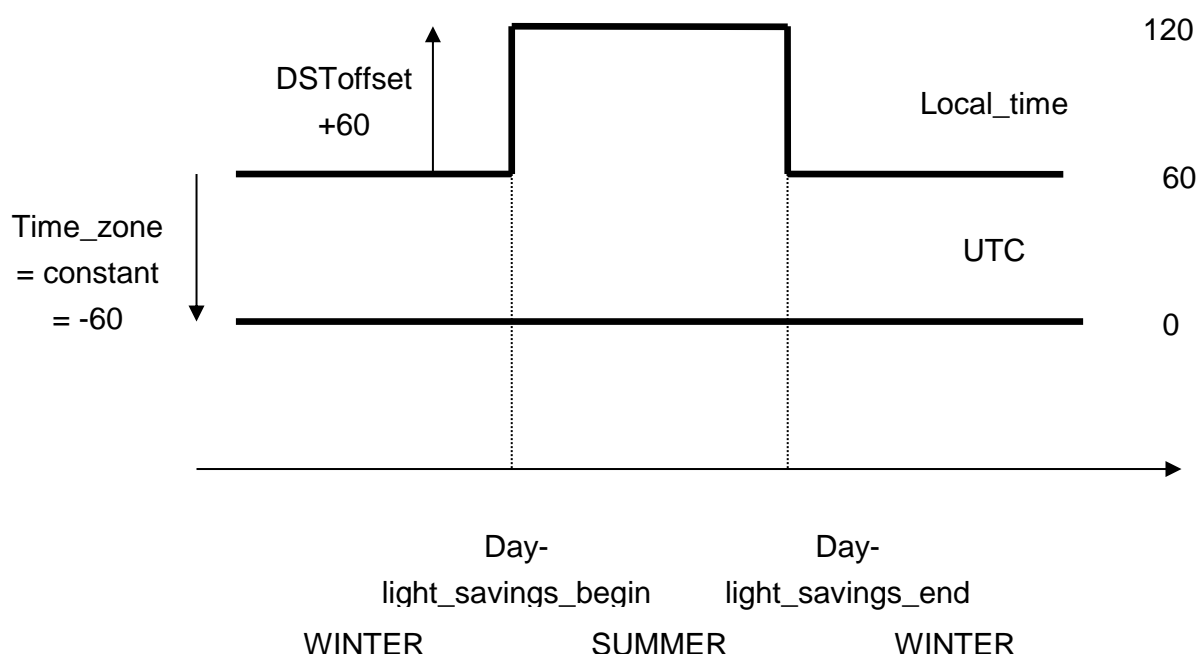 120
DSToffset
+60
Local_time
60
Time_zone
= constant
= -60
UTC
0
Day-
light_savings_begin
Day-
light_savings_end
WINTER
SUMMER
WINTER